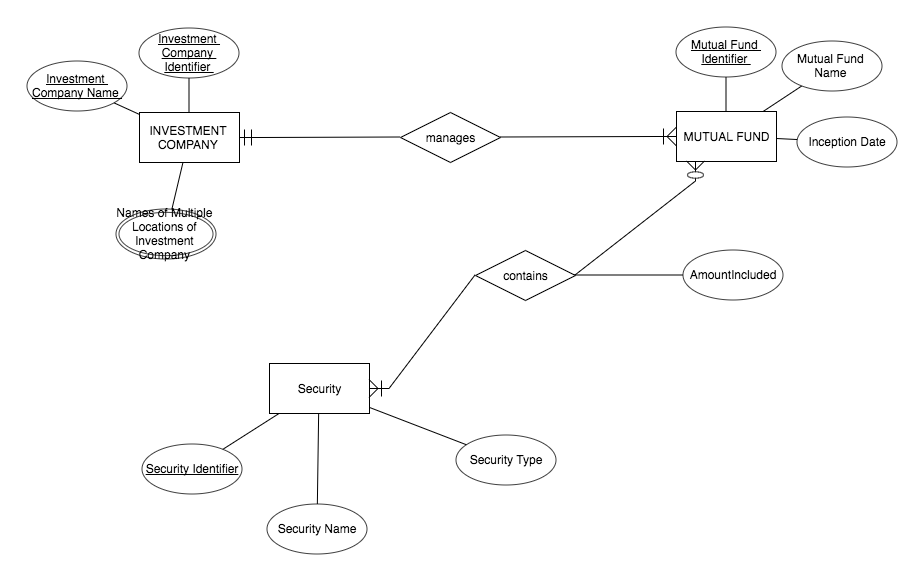 Investment
Company
Identifier
Investment
Company Name
Mutual Fund
Identifier
Mutual Fund
Name
INVESTMENT
COMPANY
manages
MUTUAL FUND
Inception Date
Names of Multiple
Locations of
Investment
Company
contains
AmountIncluded
Security
Security Identifier
Security Type
Security Name